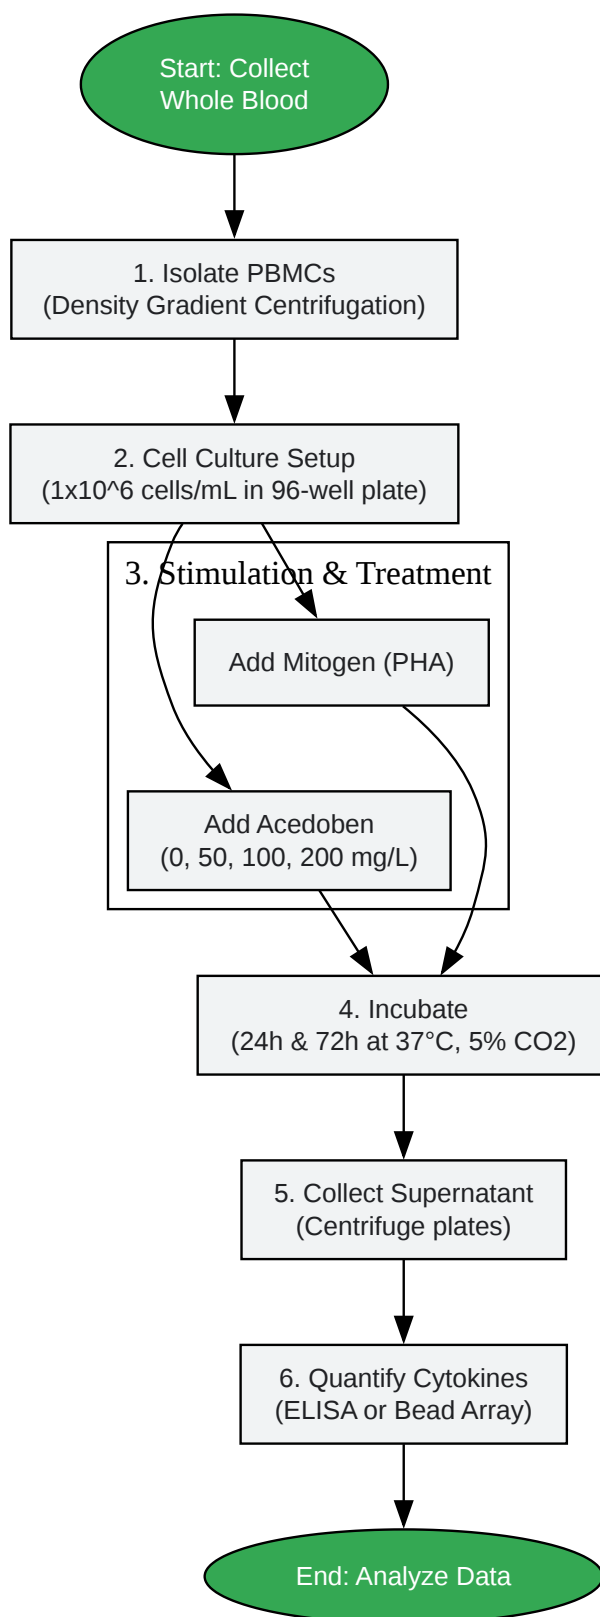 Start: Collect
Whole Blood
1. Isolate PBMCs
(Density Gradient Centrifugation)
2. Cell Culture Setup
(1x10^6 cells/mL in 96-well plate)
3. Stimulation & Treatment
Add Mitogen (PHA)
Add Acedoben
(0, 50, 100, 200 mg/L)
4. Incubate
(24h & 72h at 37°C, 5% CO2)
5. Collect Supernatant
(Centrifuge plates)
6. Quantify Cytokines
(ELISA or Bead Array)
End: Analyze Data